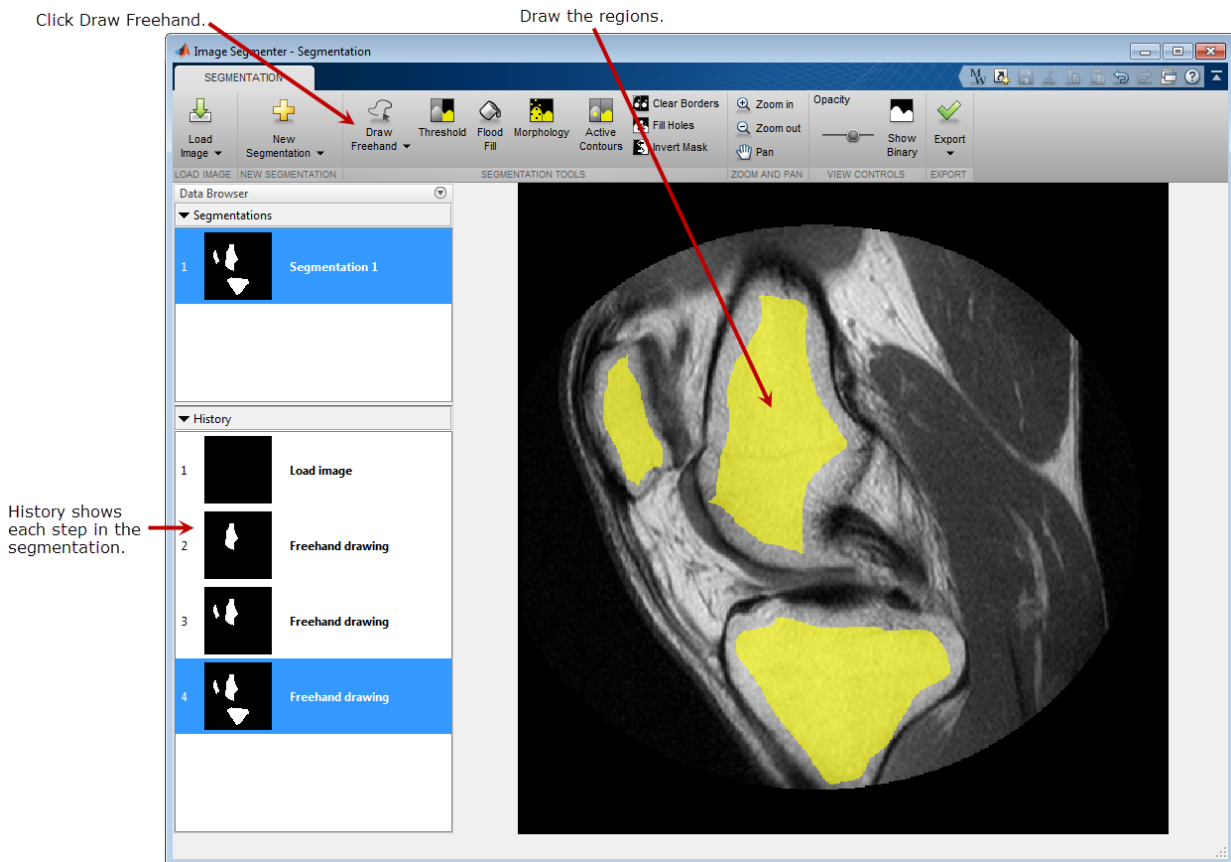 Click Draw Freehand.
Draw the regions.
Image Segmenter - Segmentation
SEGMENTATION
Load
Image
New
Segmentation
Draw
Freehand
Threshold
Flood
Fill
Morphology
Active
Contours
Clear Borders
Fill Holes
Invert Mask
Zoom in
Zoom out
Pan
Opacity
Show
Binary
Export
LOAD IMAGE
NEW SEGMENTATION
SEGMENTATION TOOLS
ZOOM AND PAN
VIEW CONTROLS
EXPORT
Data Browser
Segmentations
1 Segmentation 1
History
1 Load image
2 Freehand drawing
3 Freehand drawing
4 Freehand drawing
History shows
each step in the
segmentation.